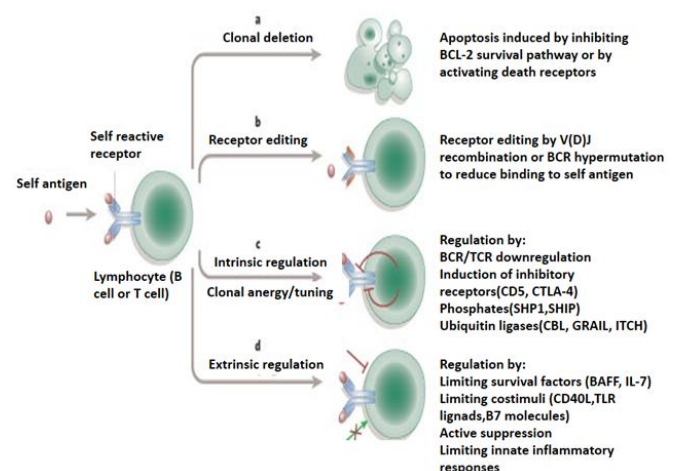 a
Clonal deletion
Apoptosis induced by inhibiting
BCL-2 survival pathway or by
activating death receptors
Self reactive
receptor
Self antigen
Lymphocyte (B
cell or T cell)
b
Receptor editing
Receptor editing by V(D)J
recombination or BCR hypermutation
to reduce binding to self antigen
c
Intrinsic regulation
Clonal anergy/tuning
Regulation by:
BCR/TCR downregulation
Induction of inhibitory
receptors(CD5, CTLA-4)
Phosphates(SHP1,SHIP)
Ubiquitin ligases(CBL, GRAIL, ITCH)
d
Extrinsic regulation
Regulation by:
Limiting survival factors (BAFF, IL-7)
Limiting costimuli (CD40L,TLR
lignads,B7 molecules)
Active suppression
Limiting innate inflammatory
responses